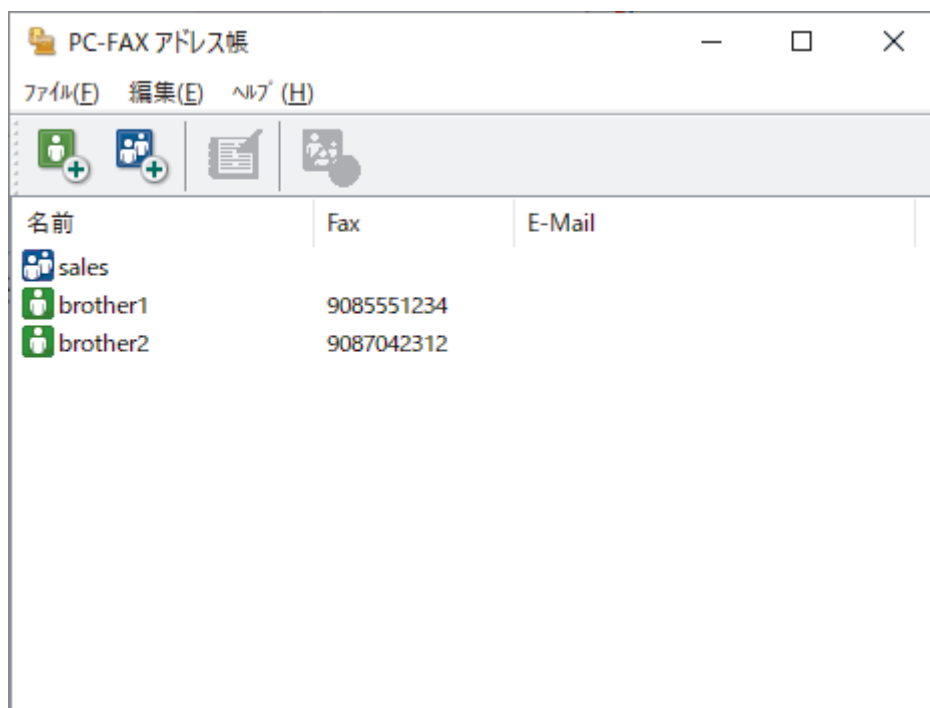 PC-FAX アドレス帳
ﾌｧｲﾙ(F) 編集(E) ﾍﾙﾌﾟ(H)
名前 Fax E-Mail
sales
brother1 9085551234
brother2 9087042312